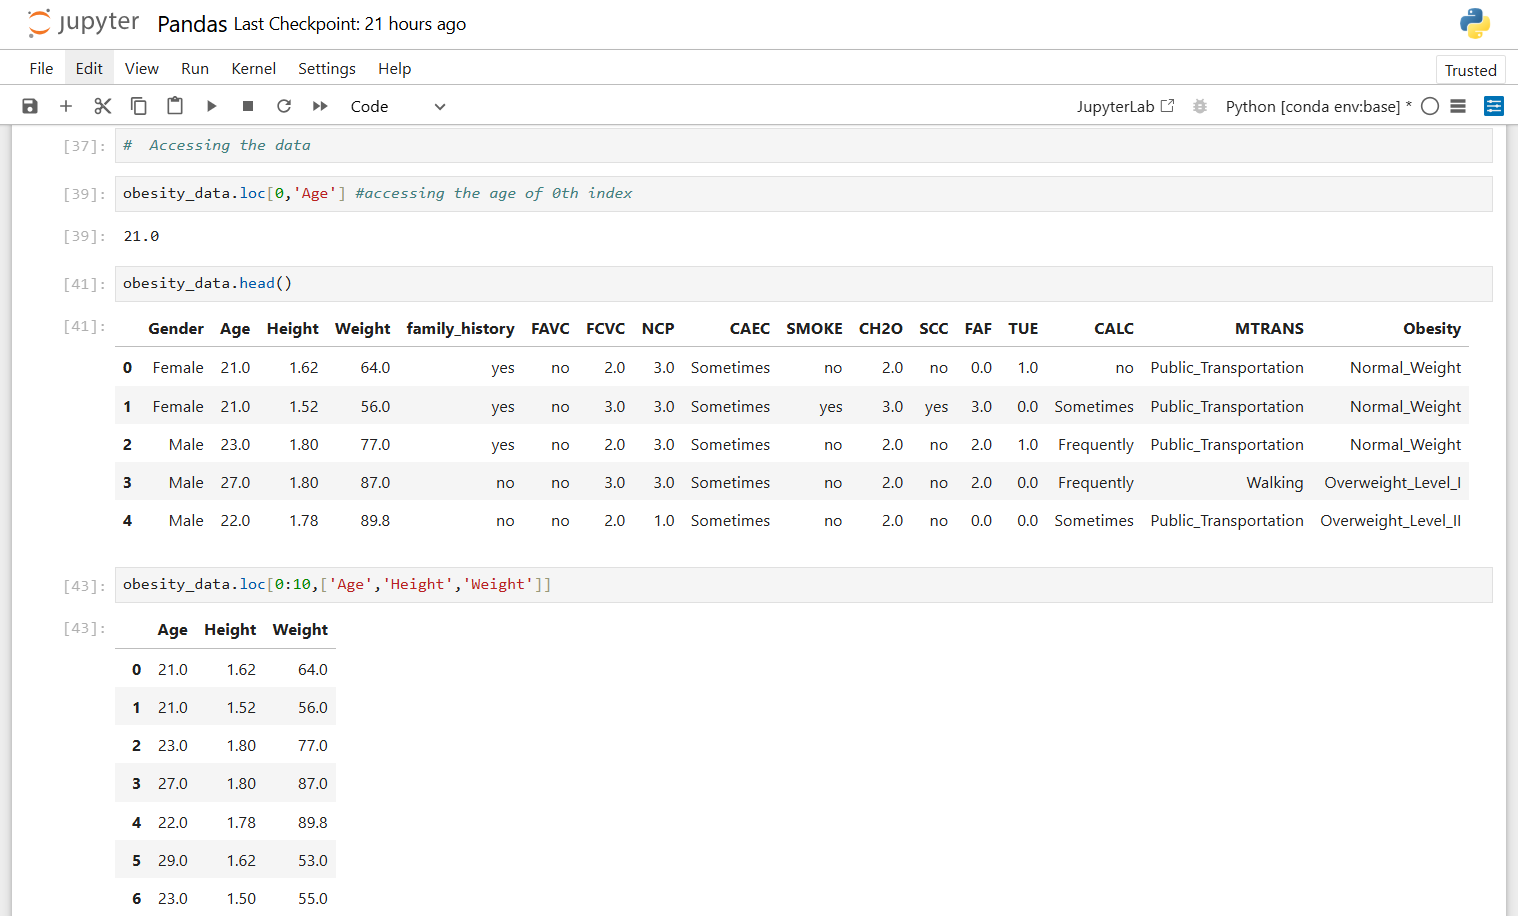 jupyter Pandas Last Checkpoint: 21 hours ago
File Edit View Run Kernel Settings Help Trusted
Code JupyterLab Python [conda env:base] *
[37]: # Accessing the data
[39]: obesity_data.loc[0,'Age'] #accessing the age of 0th index
[39]: 21.0
[41]: obesity_data.head()
[41]: Gender Age Height Weight family_history FAVC FCVC NCP CAEC SMOKE CH2O SCC FAF TUE CALC MTRANS Obesity
0 Female 21.0 1.62 64.0 yes no 2.0 3.0 Sometimes no 2.0 no 0.0 1.0 no Public_Transportation Normal_Weight
1 Female 21.0 1.52 56.0 yes no 3.0 3.0 Sometimes yes 3.0 yes 3.0 0.0 Sometimes Public_Transportation Normal_Weight
2 Male 23.0 1.80 77.0 yes no 2.0 3.0 Sometimes no 2.0 no 2.0 1.0 Frequently Public_Transportation Normal_Weight
3 Male 27.0 1.80 87.0 no no 3.0 3.0 Sometimes no 2.0 no 2.0 0.0 Frequently Walking Overweight_Level_I
4 Male 22.0 1.78 89.8 no no 2.0 1.0 Sometimes no 2.0 no 0.0 0.0 Sometimes Public_Transportation Overweight_Level_II
[43]: obesity_data.loc[0:10,['Age','Height','Weight']]
[43]: Age Height Weight
0 21.0 1.62 64.0
1 21.0 1.52 56.0
2 23.0 1.80 77.0
3 27.0 1.80 87.0
4 22.0 1.78 89.8
5 29.0 1.62 53.0
6 23.0 1.50 55.0